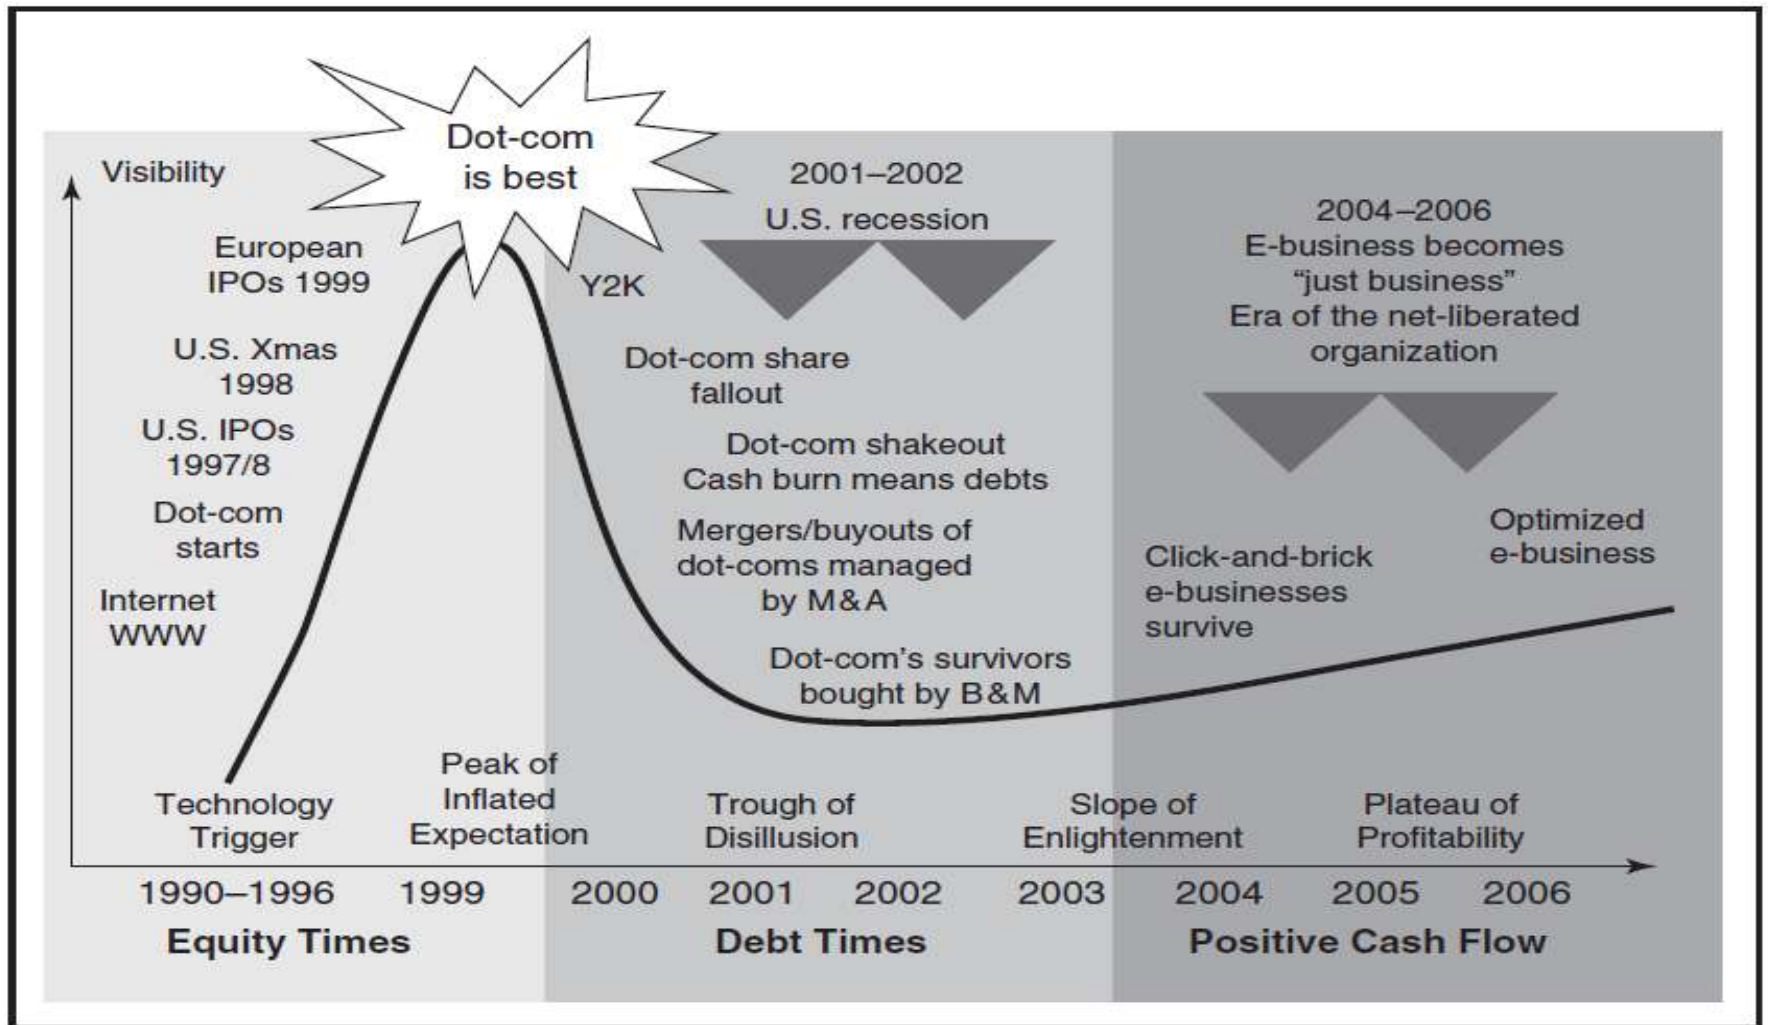 Dot-com
is best
Visibility
European
IPOs 1999
U.S. Xmas
1998
U.S. IPOs
1997/8
Dot-com
starts
Internet
WWW
Y2K
2001–2002
U.S. recession
Dot-com share
fallout
Dot-com shakeout
Cash burn means debts
Mergers/buyouts of
dot-coms managed
by M&A
Dot-com's survivors
bought by B&M
2004–2006
E-business becomes
“just business”
Era of the net-liberated
organization
Click-and-brick
e-businesses
survive
Optimized
e-business
Technology
Trigger
Peak of
Inflated
Expectation
Trough of
Disillusion
Slope of
Enlightenment
Plateau of
Profitability
1990–1996 1999 2000 2001 2002 2003 2004 2005 2006
Equity Times Debt Times Positive Cash Flow